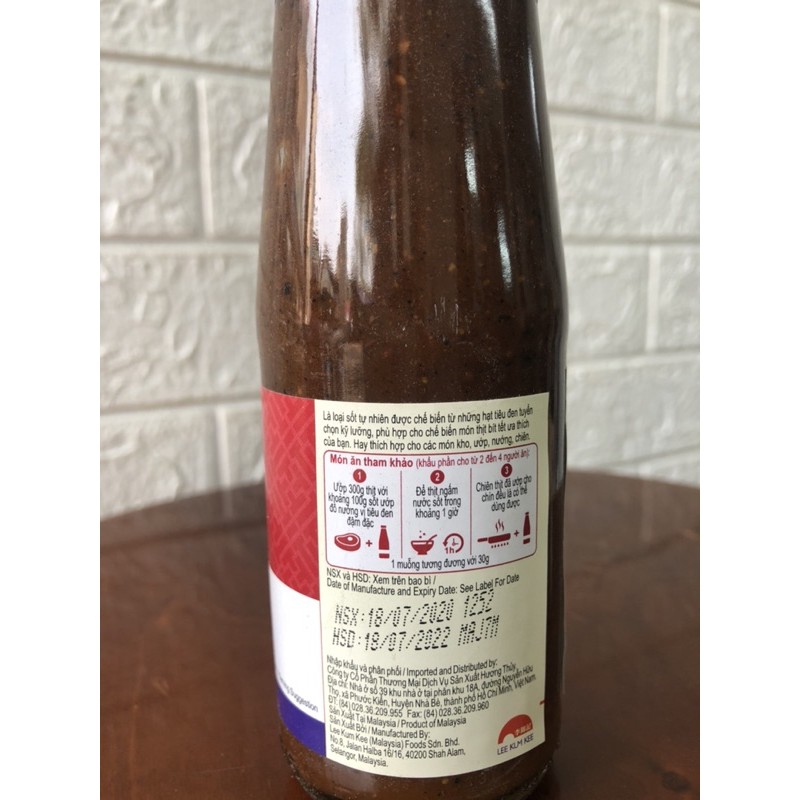 Là loại sốt tự nhiên được chế biến từ những hạt tiêu đen tuyển
chọn kỹ lưỡng, phù hợp cho chế biến món thịt bít tết ưa thích
của bạn. Hay thích hợp cho các món kho, ướp, nướng, chiên.
Món ăn tham khảo (khẩu phần cho từ 2 đến 4 người ăn):
1
Ướp 300g thịt với
khoảng 100g sốt ướp
đồ nướng vị tiêu đen
đậm đặc
2
Để thịt ngấm
nước sốt trong
khoảng 1 giờ
1h
3
Chiên thịt đã ướp cho
chín đều là có thể
dùng được
1 muỗng tương đương với 30g
NSX và HSD: Xem trên bao bì /
Date of Manufacture and Expiry Date: See Label For Date
NSX:18/07/2020 1252
HSD:18/07/2022 MAJTM
Nhập khẩu và phân phối / Imported and Distributed by:
Công ty Cổ Phần Thương Mại Dịch Vụ Sản Xuất Hương Thủy.
Địa chỉ: Nhà ở số 39 khu nhà ở tại phân khu 18A, đường Nguyễn Hữu
Thọ, xã Phước Kiển, Huyện Nhà Bè, thành phố Hồ Chí Minh, Việt Nam
ĐT: (84) 028.36.209.955 Fax: (84) 028.36.209.960
Sản Xuất Tại Malaysia / Product of Malaysia
Sản Xuất Bởi / Manufactured By:
Lee Kum Kee (Malaysia) Foods Sdn. Bhd.
No 8, Jalan Halba 16/16, 40200 Shah Alam,
Selangor, Malaysia.
LEE KUM KEE
Suggestion